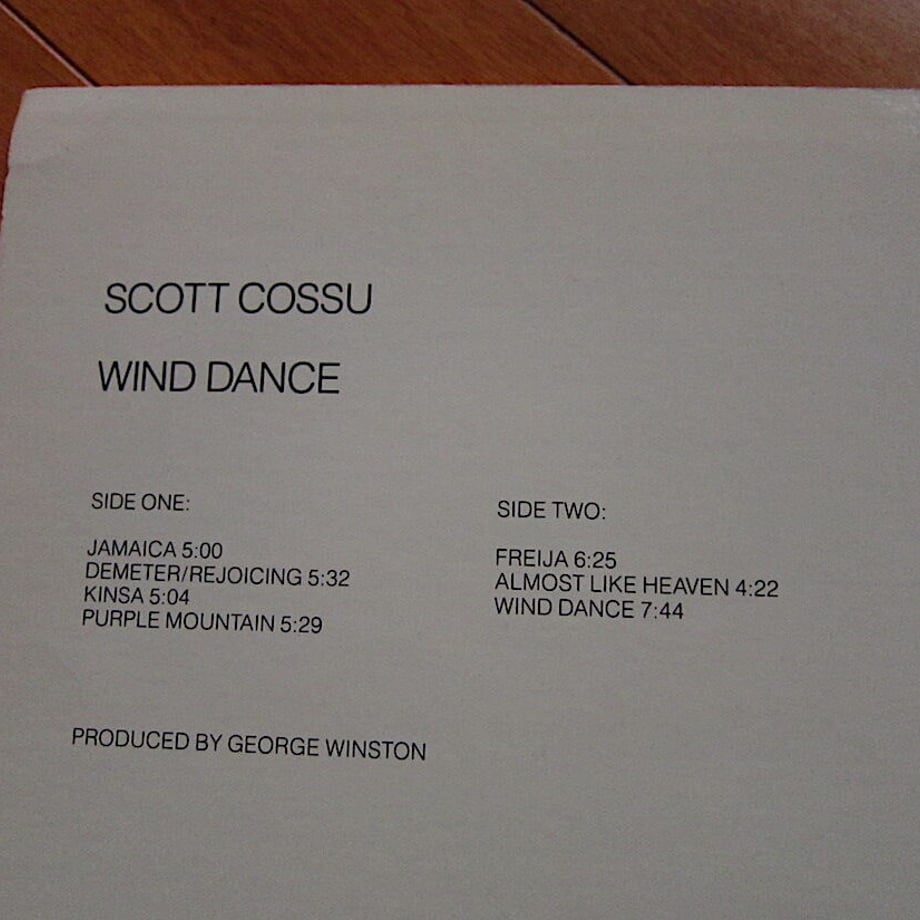 SCOTT COSSU
WIND DANCE
SIDE ONE:
JAMAICA 5:00
DEMETER/REJOICING 5:32
KINSA 5:04
PURPLE MOUNTAIN 5:29
SIDE TWO:
FREIJA 6:25
ALMOST LIKE HEAVEN 4:22
WIND DANCE 7:44
PRODUCED BY GEORGE WINSTON